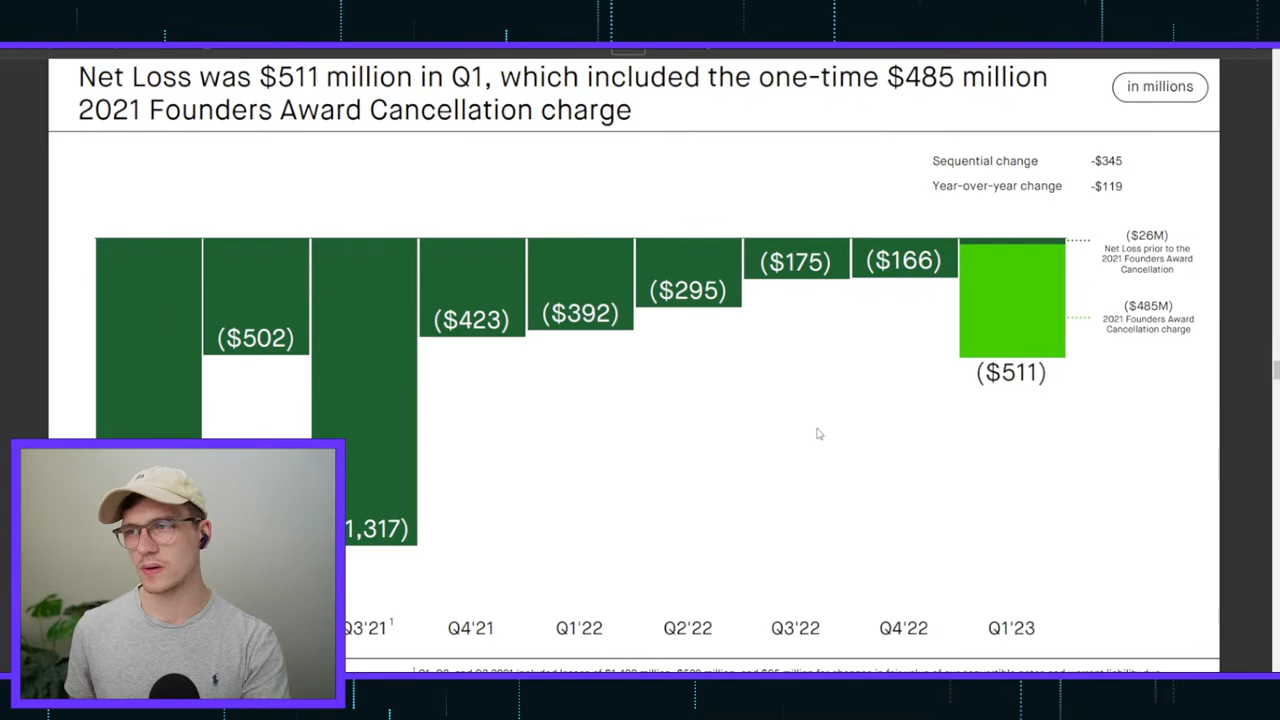 Net Loss was $511 million in Q1, which included the one-time $485 million
2021 Founders Award Cancellation charge
in millions
Sequential change -$345
Year-over-year change -$119
($502)
1,317)
($423)
($392)
($295)
($175)
($166)
($511)
($26M)
Net Loss prior to the
2021 Founders Award
Cancellation
($485M)
2021 Founders Award
Cancellation charge
Q3'21¹
Q4'21
Q1'22
Q2'22
Q3'22
Q4'22
Q1'23